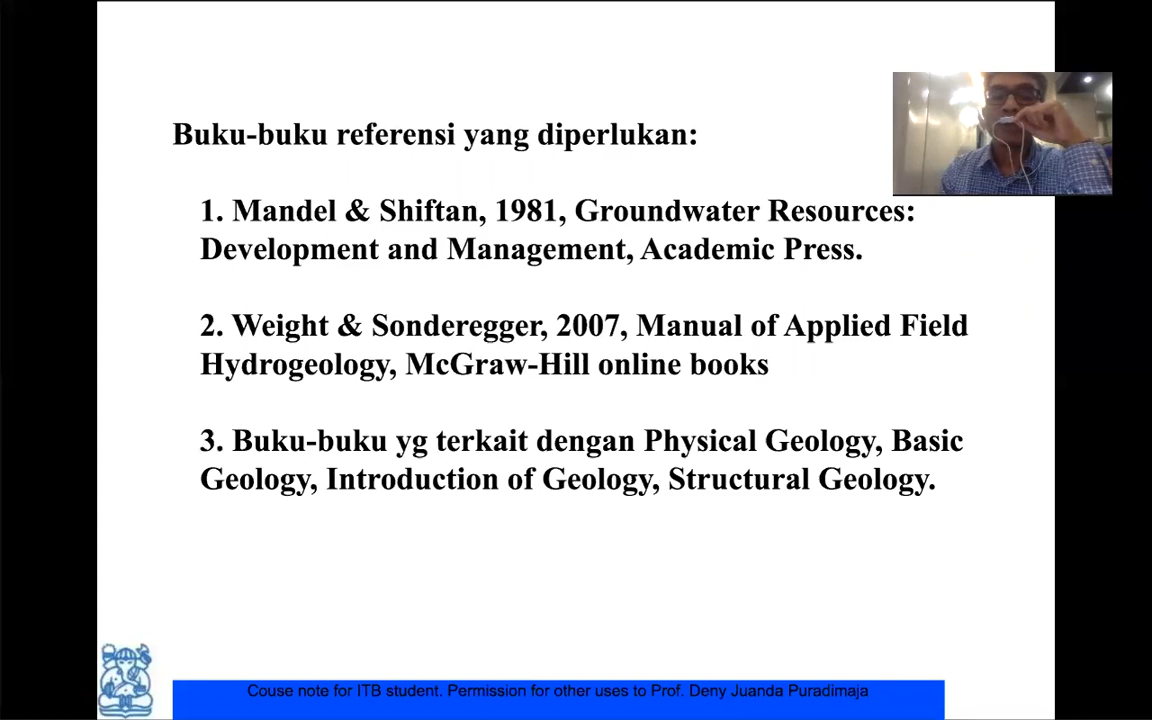 Buku-buku referensi yang diperlukan:
1. Mandel & Shiftan, 1981, Groundwater Resources:
Development and Management, Academic Press.
2. Weight & Sonderegger, 2007, Manual of Applied Field
Hydrogeology, McGraw-Hill online books
3. Buku-buku yg terkait dengan Physical Geology, Basic
Geology, Introduction of Geology, Structural Geology.
Couse note for ITB student. Permission for other uses to Prof. Deny Juanda Puradimaja